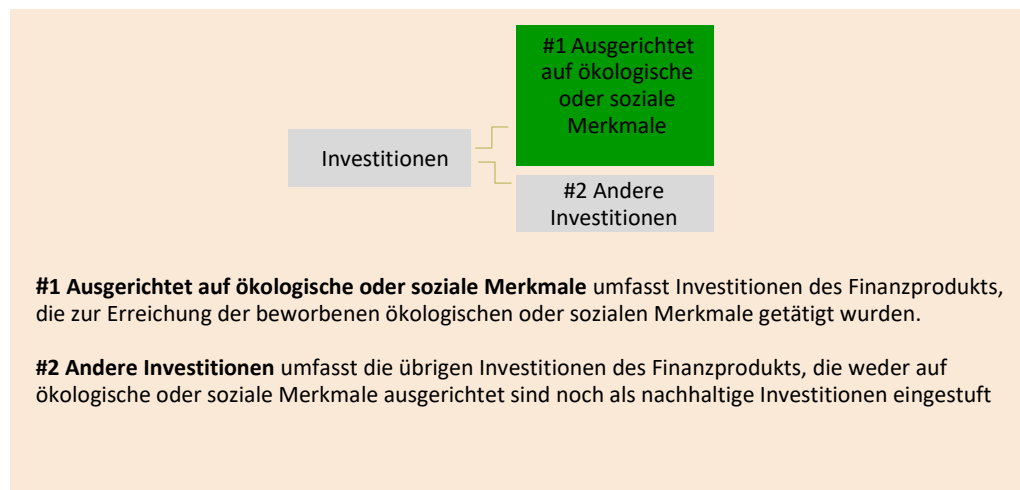 #1 Ausgerichtet
auf ökologische
oder soziale
Merkmale
Investitionen
#2 Andere
Investitionen
#1 Ausgerichtet auf ökologische oder soziale Merkmale umfasst Investitionen des Finanzprodukts,
die zur Erreichung der beworbenen ökologischen oder sozialen Merkmale getätigt wurden.
#2 Andere Investitionen umfasst die übrigen Investitionen des Finanzprodukts, die weder auf
ökologische oder soziale Merkmale ausgerichtet sind noch als nachhaltige Investitionen eingestuft